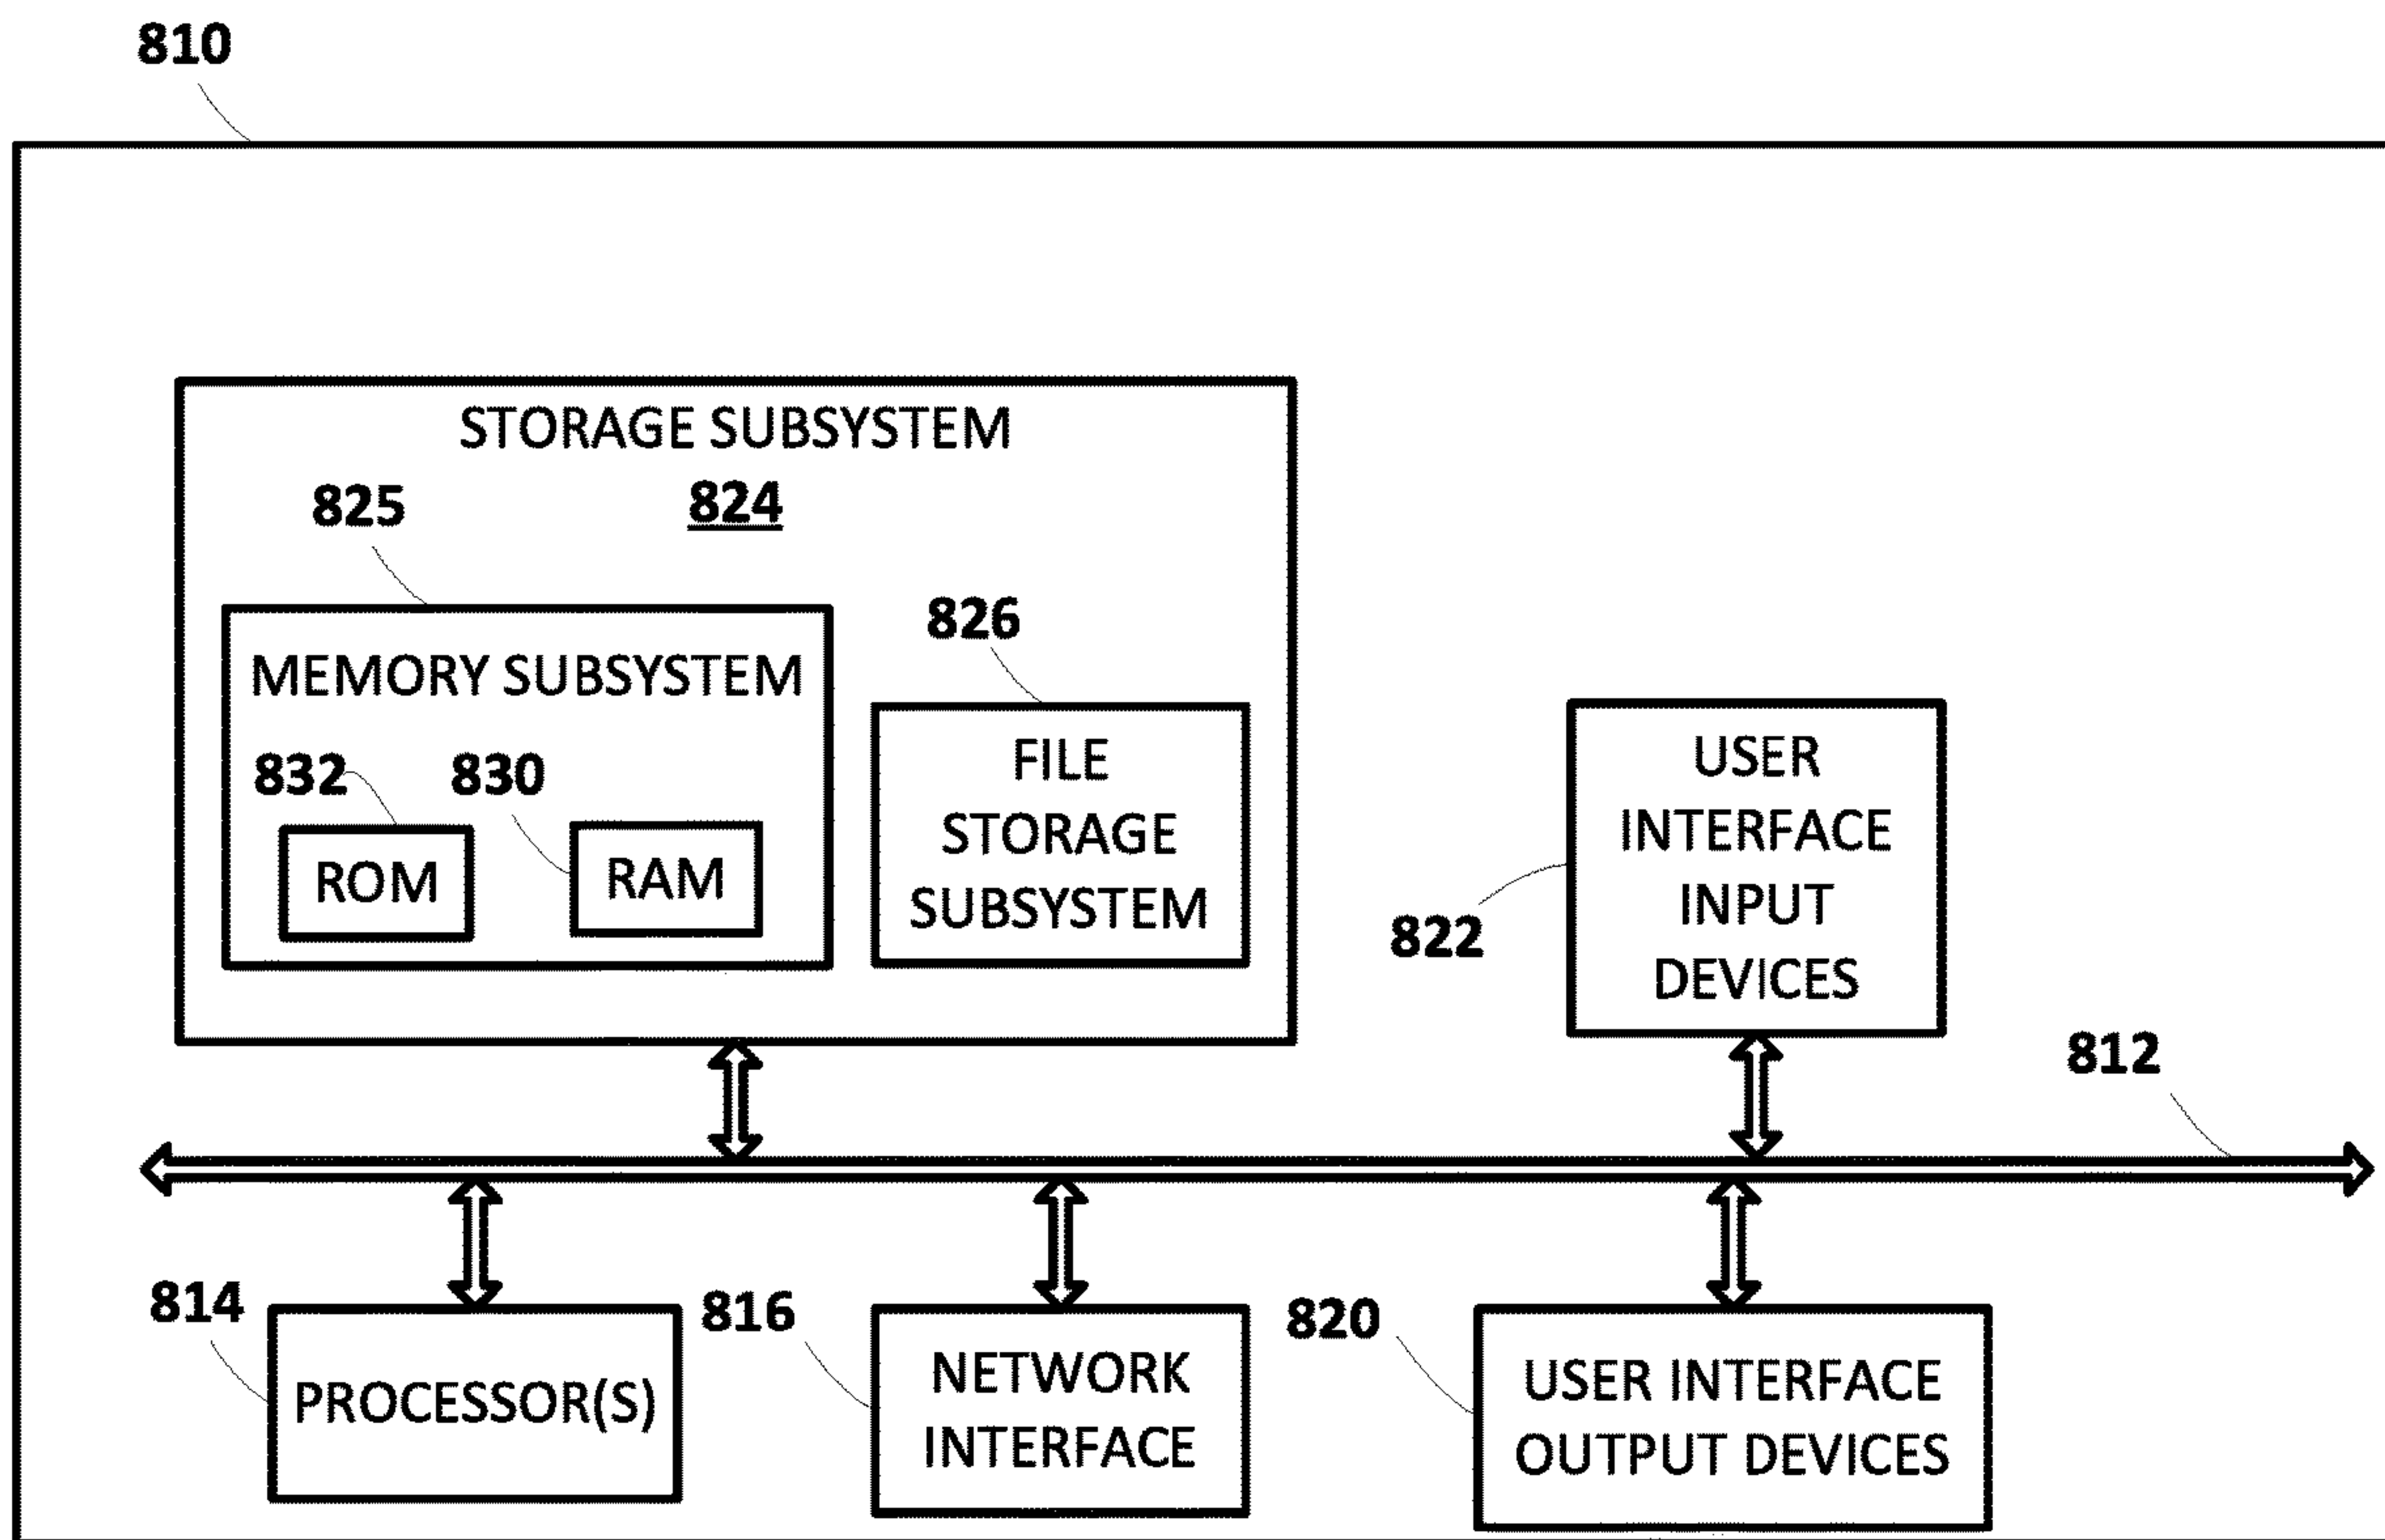 810
STORAGE SUBSYSTEM
824
825
MEMORY SUBSYSTEM
832
830
ROM
RAM
826
FILE
STORAGE
SUBSYSTEM
USER
INTERFACE
INPUT
DEVICES
822
812
814
PROCESSOR(S)
816
NETWORK
INTERFACE
820
USER INTERFACE
OUTPUT DEVICES